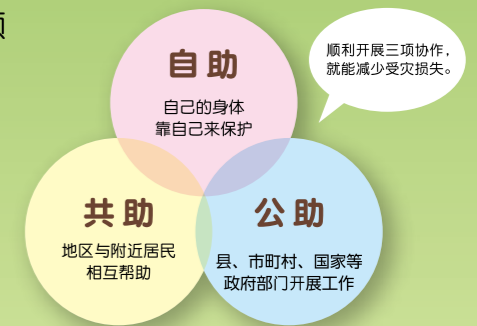 自助
自己的身体
靠自己来保护
顺利开展三项协作，
就能减少受灾损失。
共助
地区与附近居民
相互帮助
公助
县、市町村、国家等
政府部门开展工作